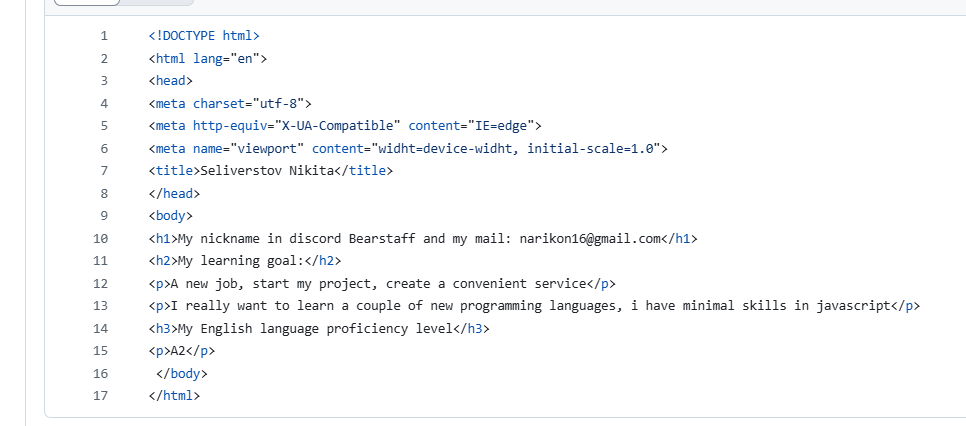 1 <!DOCTYPE html>
2 <html lang="en">
3 <head>
4 <meta charset="utf-8">
5 <meta http-equiv="X-UA-Compatible" content="IE=edge">
6 <meta name="viewport" content="widht=device-widht, initial-scale=1.0">
7 <title>Seliverstov Nikita</title>
8 </head>
9 <body>
10 <h1>My nickname in discord Bearstaff and my mail: narikon16@gmail.com</h1>
11 <h2>My learning goal:</h2>
12 <p>A new job, start my project, create a convenient service</p>
13 <p>I really want to learn a couple of new programming languages, i have minimal skills in javascript</p>
14 <h3>My English language proficiency level</h3>
15 <p>A2</p>
16  </body>
17 </html>